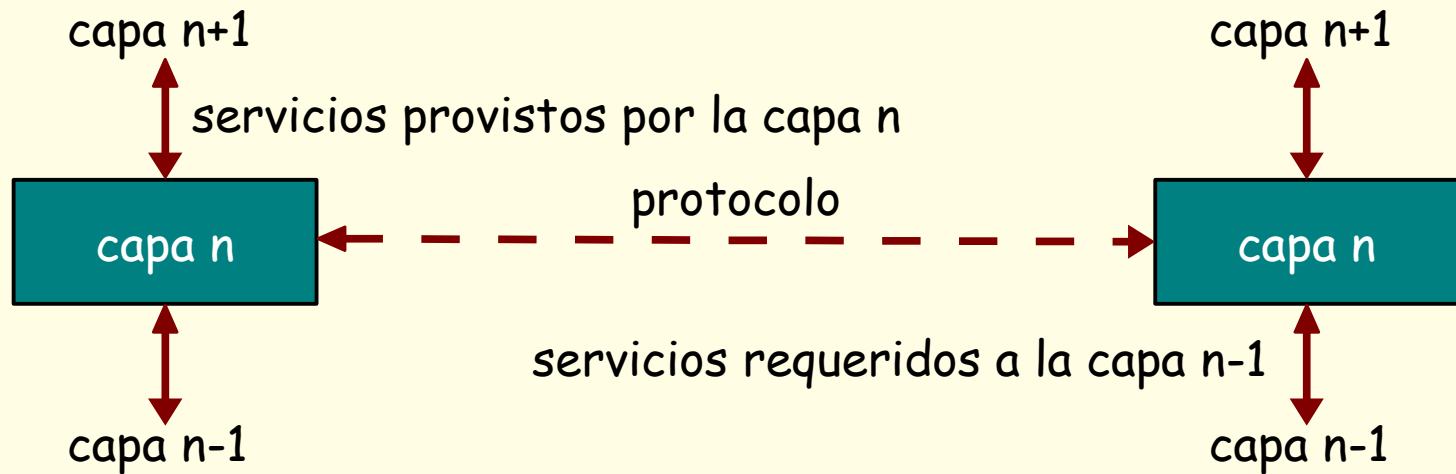 capa n+1
capa n+1
servicios provistos por la capa n
protocolo
capa n
capa n
servicios requeridos a la capa n-1
capa n-1
capa n-1